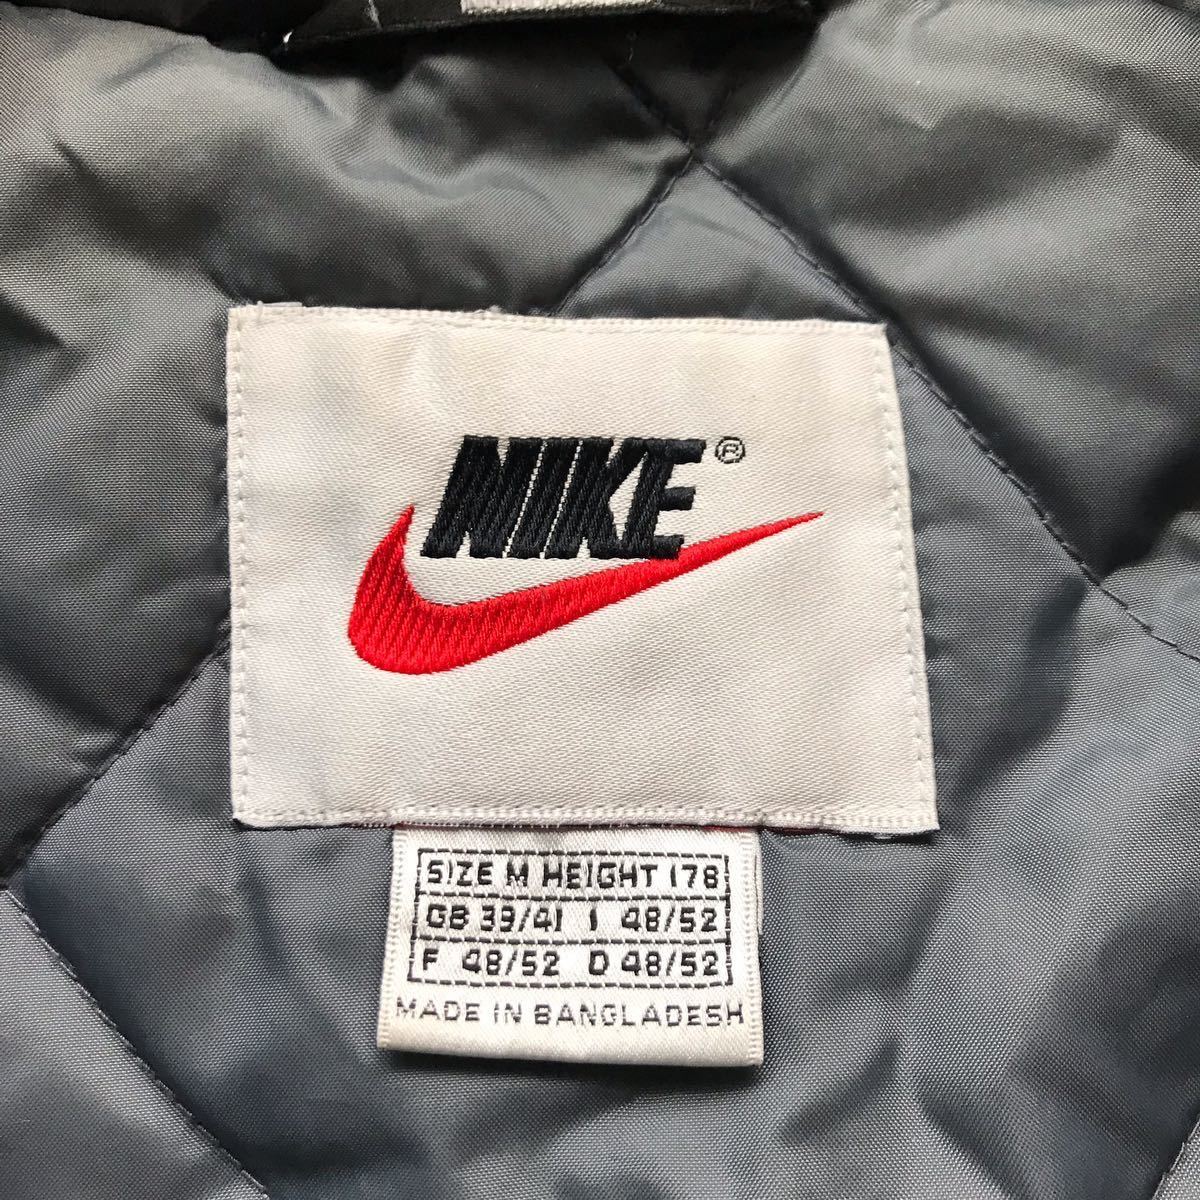 NIKE®
SIZE M HEIGHT 178
GB 39/41 I 48/52
F 48/52 D 48/52
MADE IN BANGLADESH